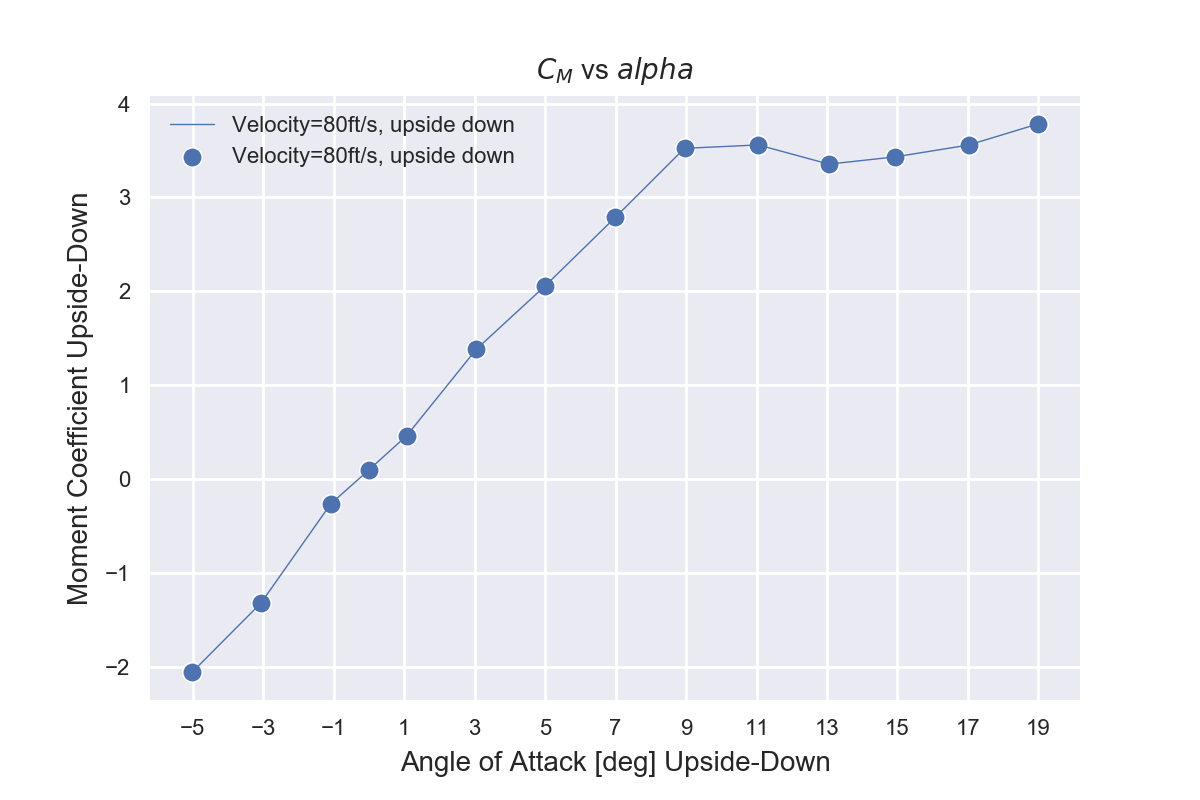 C_M vs alpha
Velocity=80ft/s, upside down
Velocity=80ft/s, upside down
Moment Coefficient Upside-Down
4
3
2
1
0
−1
−2
−5 −3 −1 1 3 5 7 9 11 13 15 17 19
Angle of Attack [deg] Upside-Down